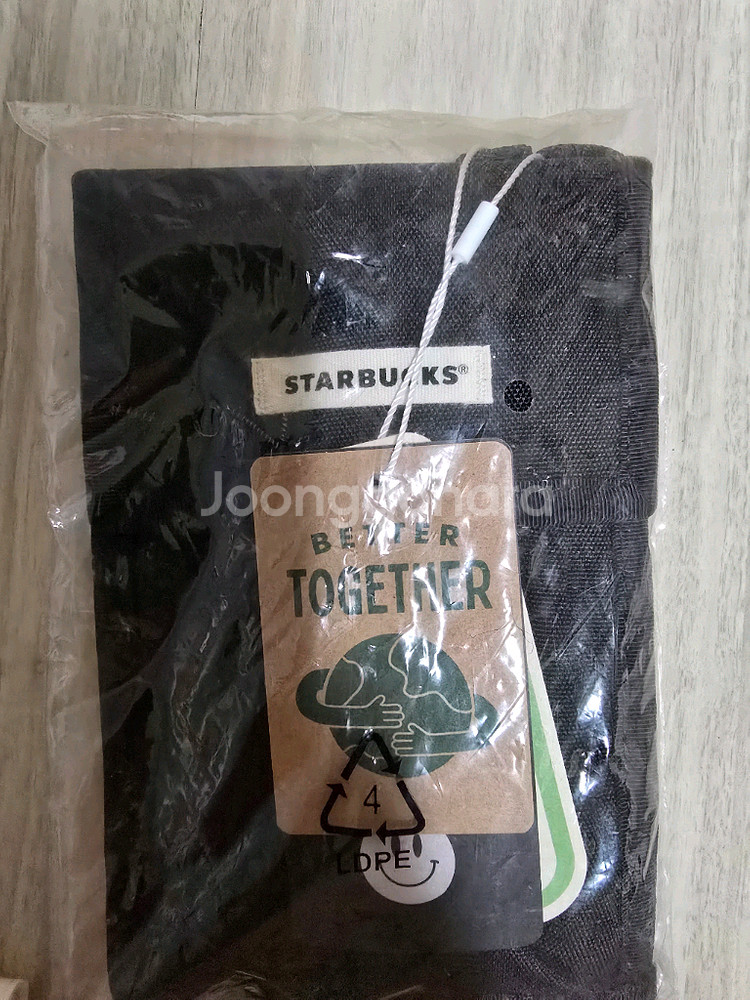 STARBUCKS®
Joongonara
BETTER
TOGETHER
4
LDPE